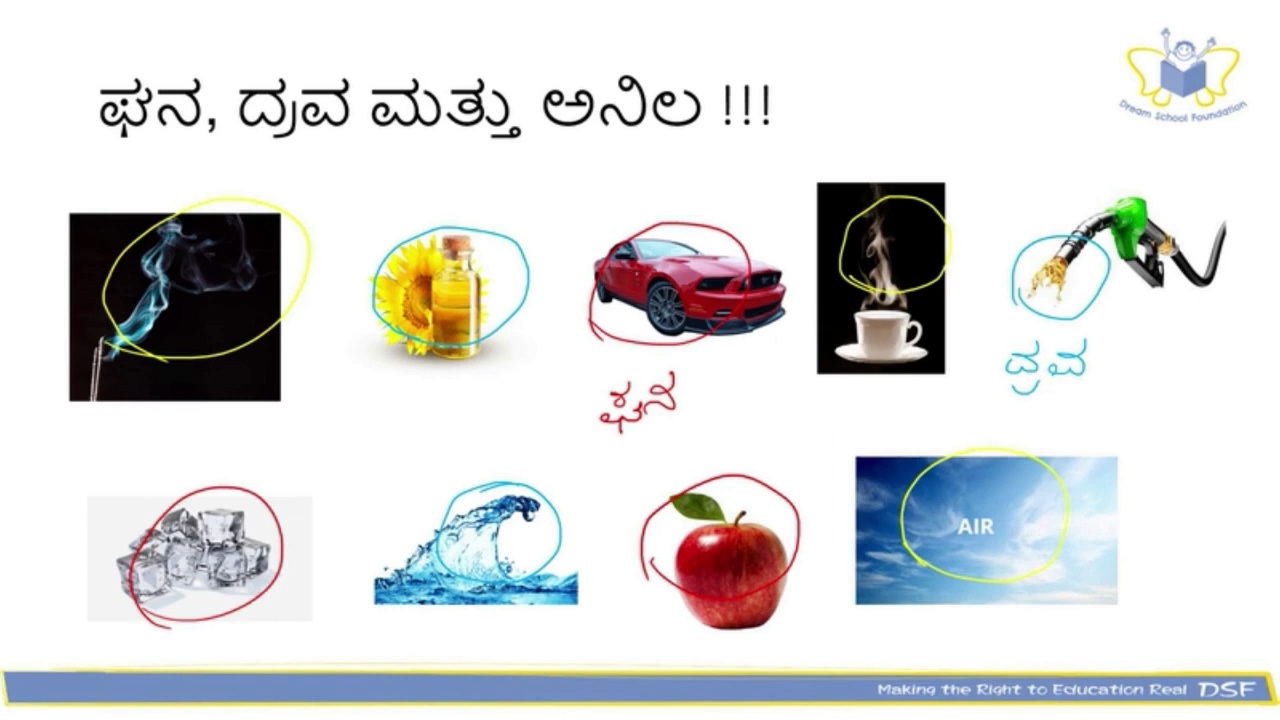 ಘನ, ದ್ರವ ಮತ್ತು ಅನಿಲ !!!
Dream School Foundation
ದ್ರವ
ಘನ
AIR
Making the Right to Education Real DSF